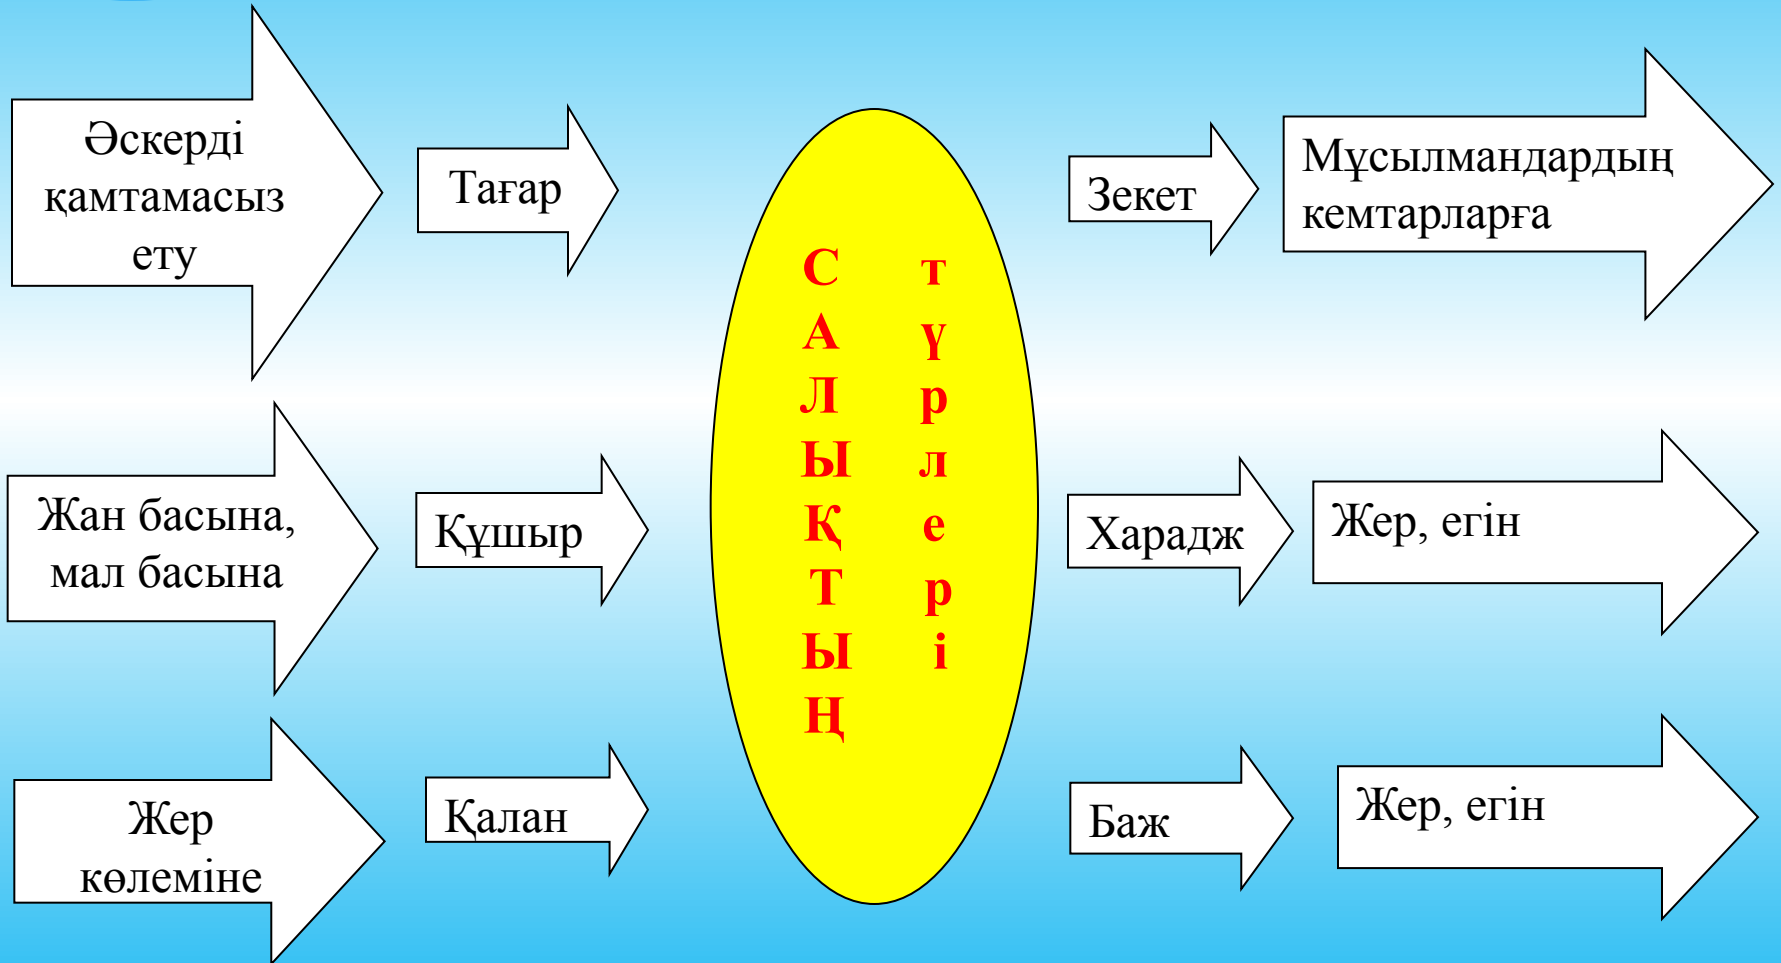 Әскерді
қамтамасыз
ету
Тағар
Жан басына,
мал басына
Құшыр
Жер
көлеміне
Қалан
САЛЫҚТЫҢ
түрлері
Зекет
Мұсылмандардың
кемтарларға
Харадж
Жер, егін
Баж
Жер, егін